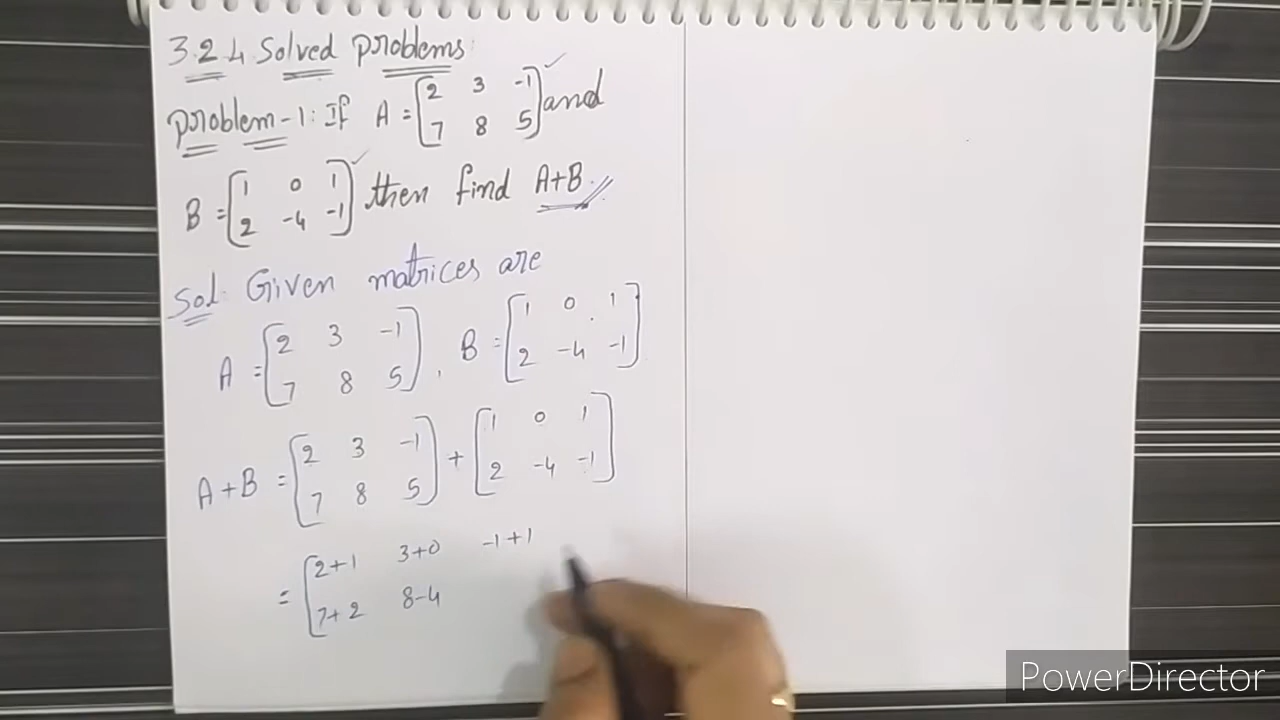 3.2.4. Solved problems:
problem-1: If A = [2 3 -1
7 8 5] and
B = [1 0 1
2 -4 -1] then find A+B.
Sol: Given matrices are
A = [2 3 -1
7 8 5], B = [1 0 1
2 -4 -1]
A+B = [2 3 -1
7 8 5] + [1 0 1
2 -4 -1]
= [2+1 3+0 -1+1
7+2 8-4
PowerDirector